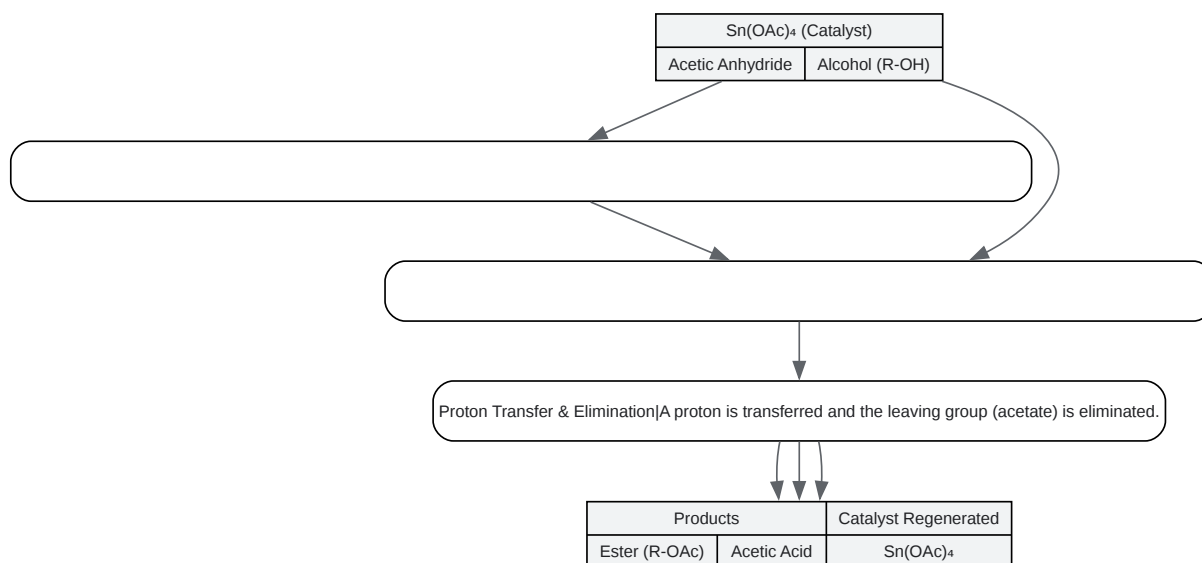 Sn(OAc)₄ (Catalyst)
Acetic Anhydride
Alcohol (R-OH)
Proton Transfer & Elimination|A proton is transferred and the leaving group (acetate) is eliminated.
Products
Catalyst Regenerated
Ester (R-OAc)
Acetic Acid
Sn(OAc)₄